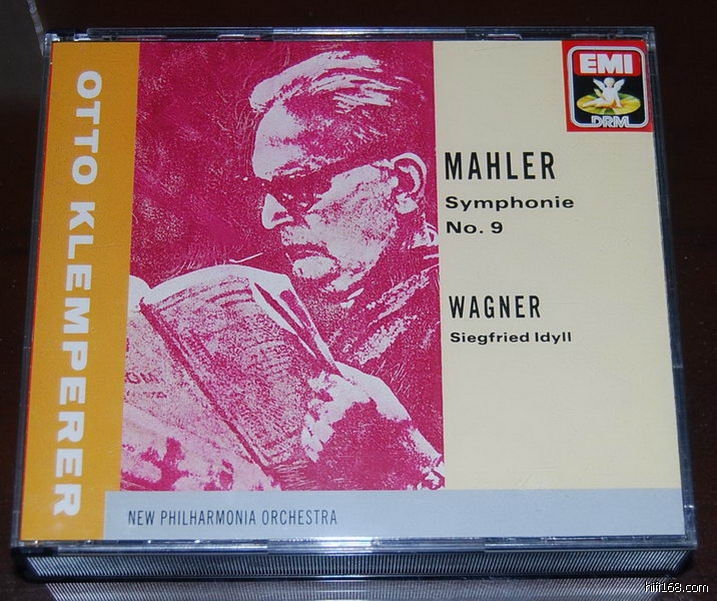 OTTO KLEMPERER
EMI
DRM
MAHLER
Symphonie
No. 9
WAGNER
Siegfried Idyll
NEW PHILHARMONIA ORCHESTRA
hifi168.com